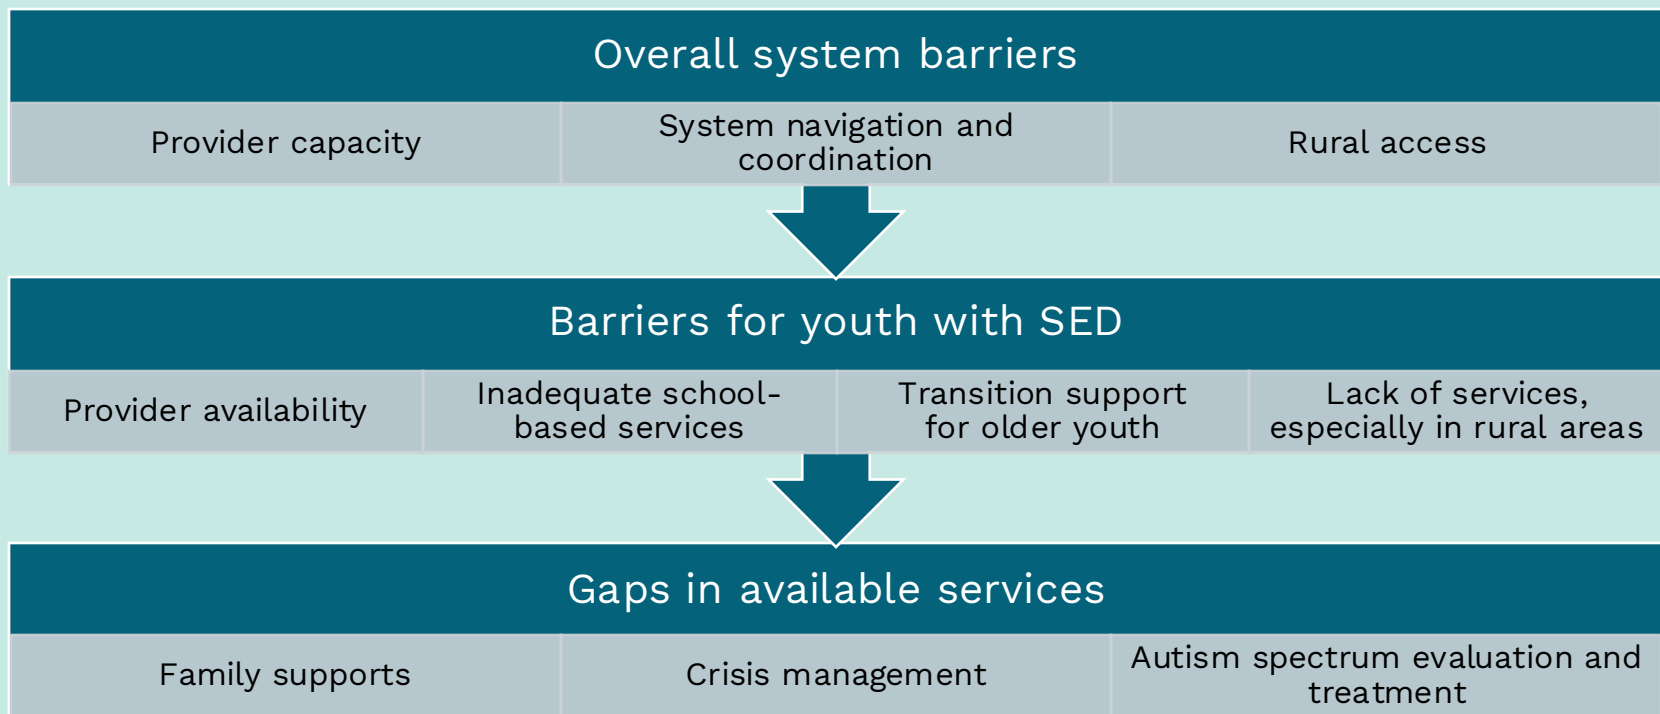 Overall system barriers
Provider capacity
System navigation and
coordination
Rural access
Barriers for youth with SED
Provider availability
Inadequate school-
based services
Transition support
for older youth
Lack of services,
especially in rural areas
Gaps in available services
Family supports
Crisis management
Autism spectrum evaluation and
treatment